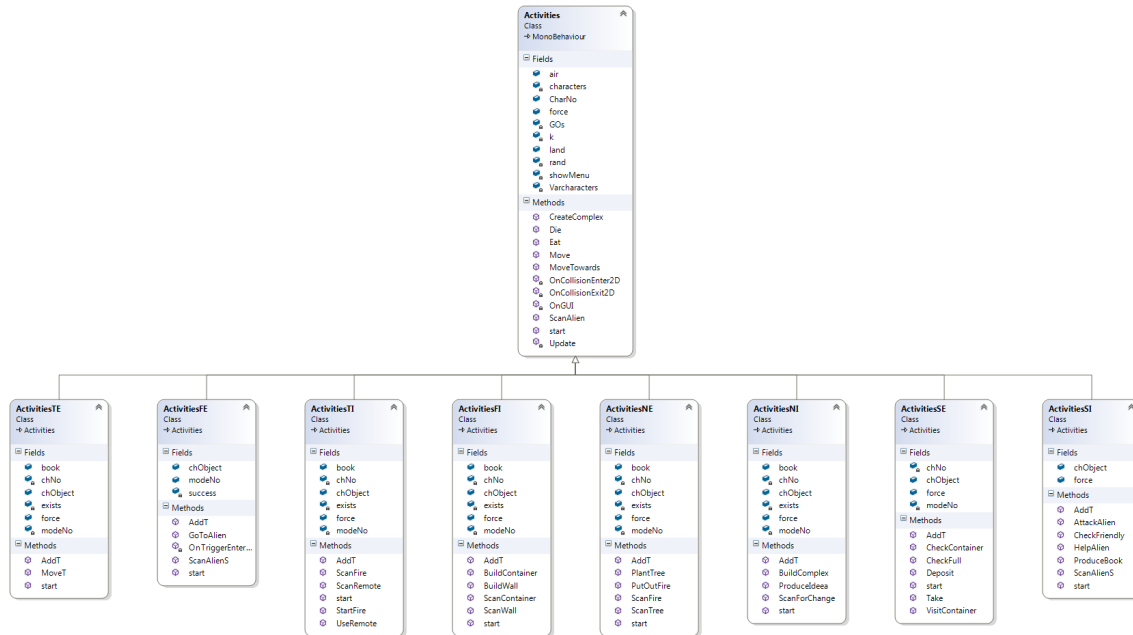 Activities
Class
MonoBehaviour
Fields
air
characters
CharNo
force
GOs
k
land
rand
showMenu
Varcharacters
Methods
CreateComplex
Die
Eat
Move
MoveTowards
OnCollisionEnter2D
OnCollisionExit2D
OnGUI
ScanAlien
start
Update
ActivitiesTE
Class
Activities
Fields
book
chNo
chObject
exists
force
modeNo
Methods
AddT
MoveT
start
ActivitiesFE
Class
Activities
Fields
chObject
modeNo
success
Methods
AddT
GoToAlien
OnTriggerEnter...
ScanAlienS
start
ActivitiesTI
Class
Activities
Fields
book
chNo
chObject
exists
force
modeNo
Methods
AddT
ScanFire
ScanRemote
start
StartFire
UseRemote
ActivitiesFI
Class
Activities
Fields
book
chNo
chObject
exists
force
modeNo
Methods
AddT
BuildContainer
BuildWall
ScanContainer
ScanWall
start
ActivitiesNE
Class
Activities
Fields
book
chNo
chObject
exists
force
modeNo
Methods
AddT
PlantTree
PutOutFire
ScanFire
ScanTree
start
ActivitiesNI
Class
Activities
Fields
book
chNo
chObject
exists
force
modeNo
Methods
AddT
BuildComplex
ProduceIdeea
ScanForChange
start
ActivitiesSE
Class
Activities
Fields
chNo
chObject
force
modeNo
Methods
AddT
CheckContainer
CheckFull
Deposit
start
Take
VisitContainer
ActivitiesSI
Class
Activities
Fields
chObject
force
Methods
AddT
AttackAlien
CheckFriendly
HelpAlien
ProduceBook
ScanAlienS
start